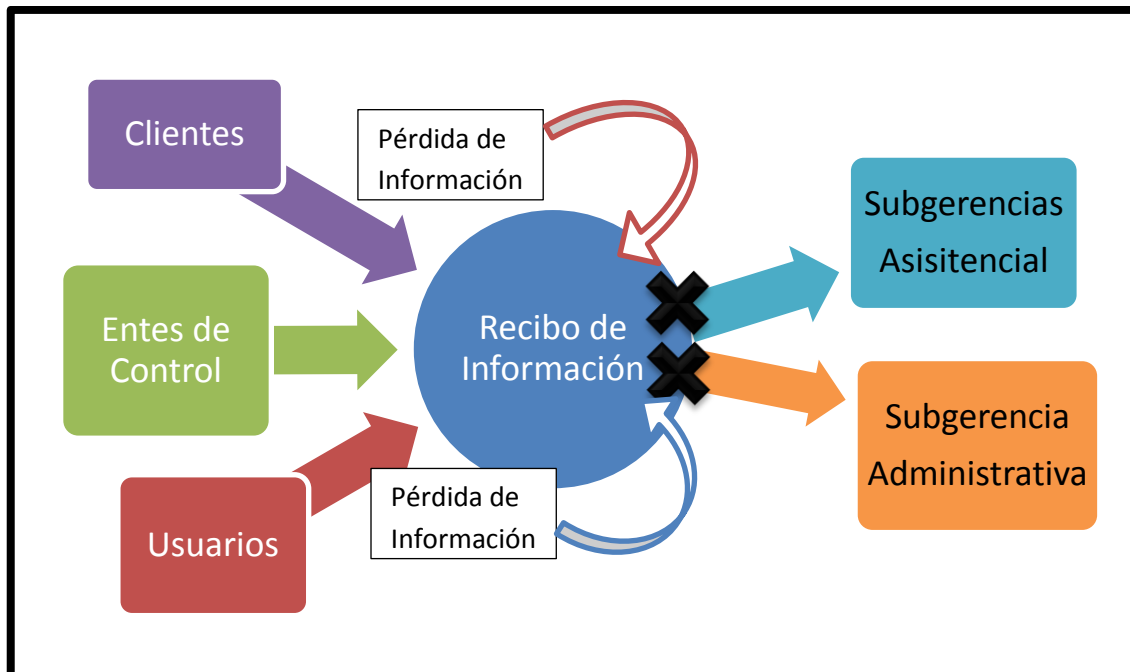 Clientes
Pérdida de
Información
Entes de
Control
Recibo de
Información
Usuarios
Pérdida de
Información
Subgerencias
Asisitencial
Subgerencia
Administrativa